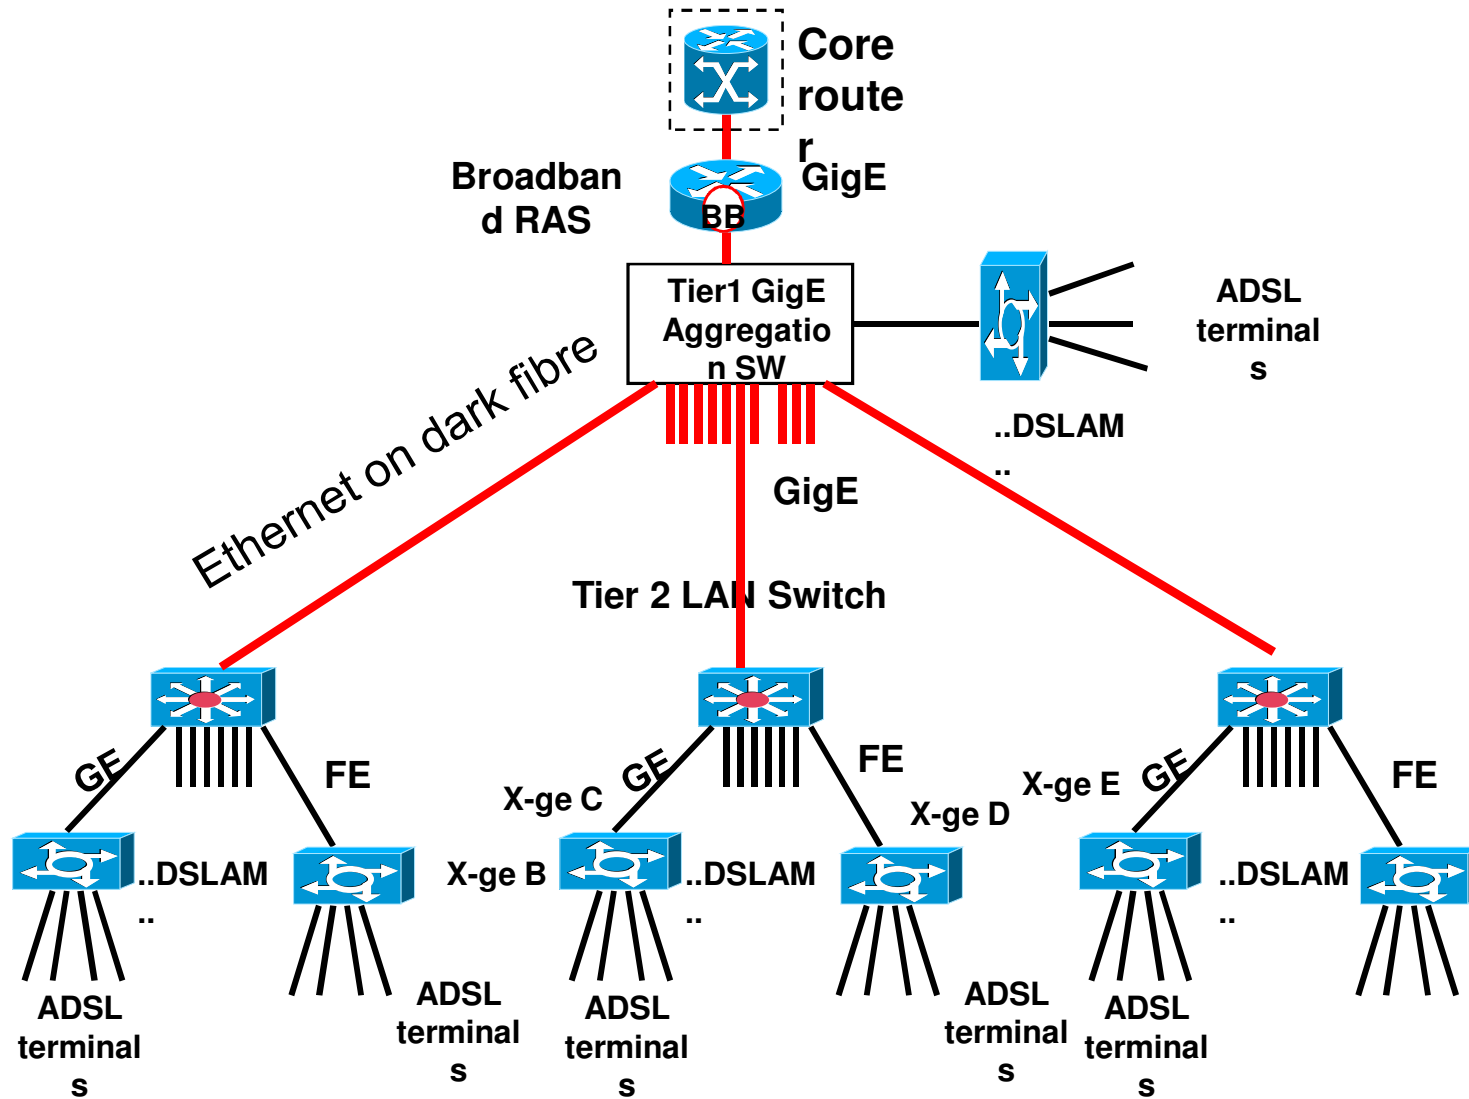 Core
route
r
Broadban
d RAS
GigE
BB
Tier1 GigE
Aggregatio
n SW
ADSL
terminal
s
Ethernet on dark fibre
..DSLAM
..
GigE
Tier 2 LAN Switch
GE
FE
X-ge C
GE
FE
X-ge D
X-ge E
GE
FE
..DSLAM
..
X-ge B
..DSLAM
..
..DSLAM
..
ADSL
terminal
s
ADSL
terminal
s
ADSL
terminal
s
ADSL
terminal
s
ADSL
terminal
s